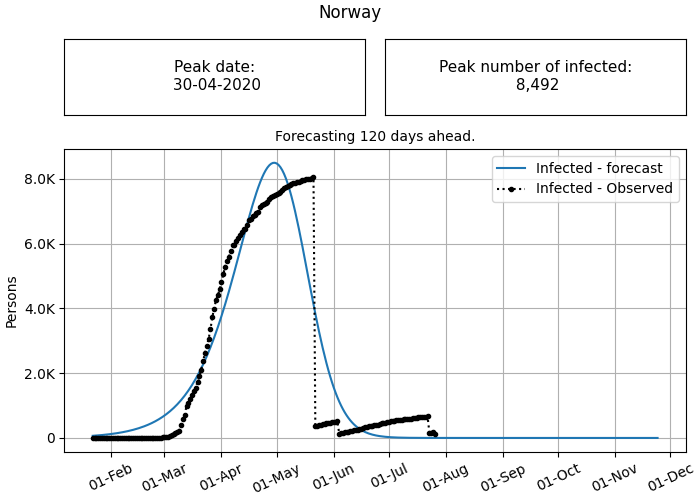 Norway
Peak date:
30-04-2020
Peak number of infected:
8,492
Forecasting 120 days ahead.
Infected - forecast
Infected - Observed
Persons
8.0K
6.0K
4.0K
2.0K
0
01-Feb
01-Mar
01-Apr
01-May
01-Jun
01-Jul
01-Aug
01-Sep
01-Oct
01-Nov
01-Dec